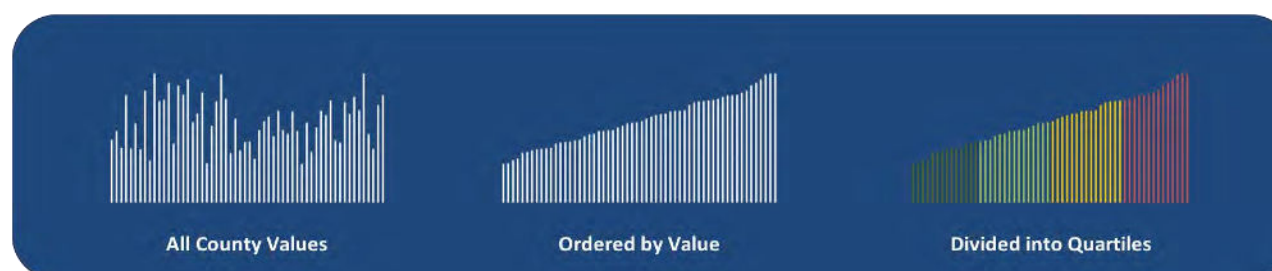 All County Values
Ordered by Value
Divided into Quartiles